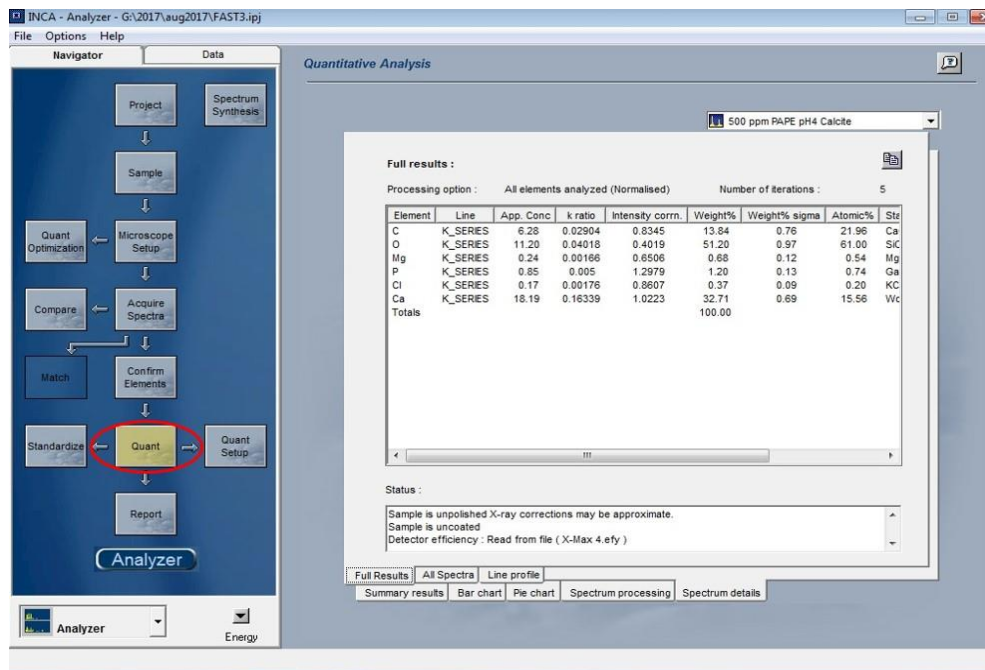 INCA - Analyzer - G:\2017\aug2017\FAST3.ipj
File Options Help
Navigator Data
Project
Spectrum Synthesis
Sample
Quant Optimization
Microscope Setup
Compare
Acquire Spectra
Match
Confirm Elements
Standardize
Quant
Quant Setup
Report
Analyzer
Analyzer
Energy
Quantitative Analysis
500 ppm PAPE pH4 Calcite
Full results :
Processing option : All elements analyzed (Normalised) Number of iterations : 5
Element Line App. Conc k ratio Intensity corrn. Weight% Weight% sigma Atomic% Sta
C K_SERIES 6.28 0.02904 0.8345 13.84 0.76 21.96 Ca
O K_SERIES 11.20 0.04018 0.4019 51.20 0.97 61.00 SiC
Mg K_SERIES 0.24 0.00166 0.6506 0.68 0.12 0.54 Mg
P K_SERIES 0.85 0.005 1.2979 1.20 0.13 0.74 Ga
Cl K_SERIES 0.17 0.00176 0.8607 0.37 0.09 0.20 KC
Ca K_SERIES 18.19 0.16339 1.0223 32.71 0.69 15.56 Wc
Totals 100.00
Status :
Sample is unpolished X-ray corrections may be approximate.
Sample is uncoated
Detector efficiency : Read from file ( X-Max 4.efy )
Full Results All Spectra Line profile
Summary results Bar chart Pie chart Spectrum processing Spectrum details